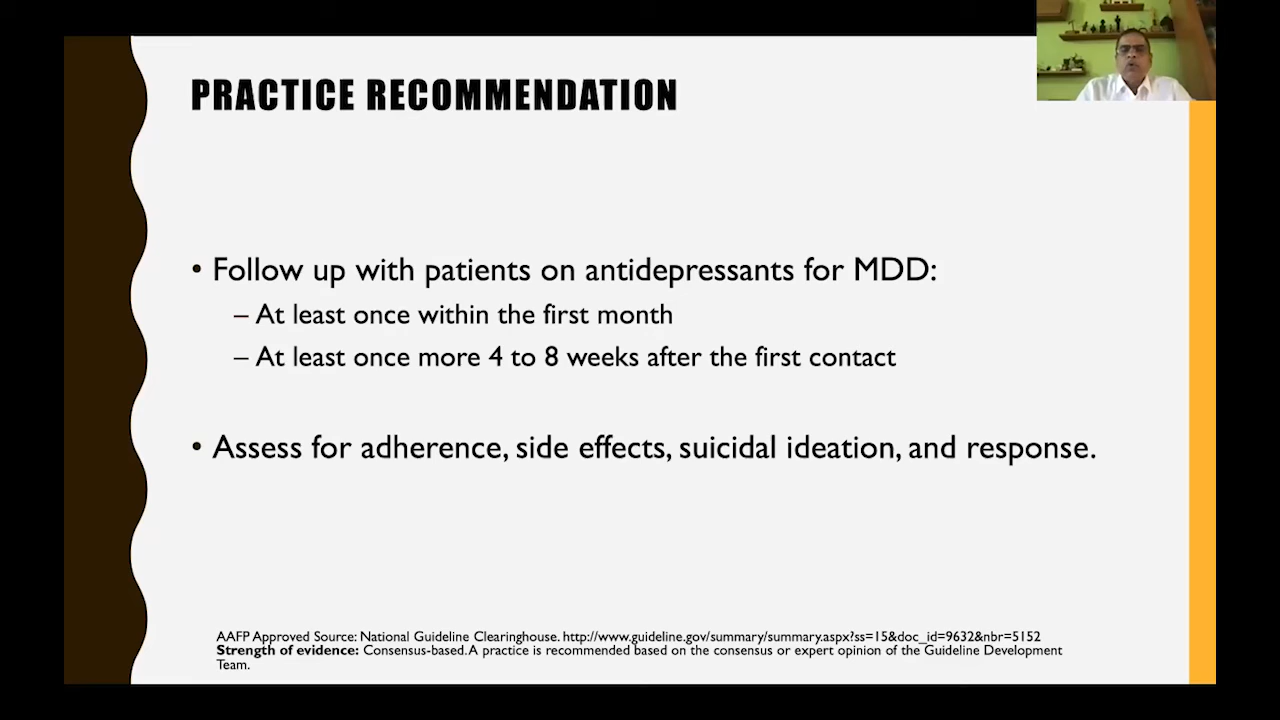 PRACTICE RECOMMENDATION
• Follow up with patients on antidepressants for MDD:
– At least once within the first month
– At least once more 4 to 8 weeks after the first contact
• Assess for adherence, side effects, suicidal ideation, and response.
AAFP Approved Source: National Guideline Clearinghouse. http://www.guideline.gov/summary/summary.aspx?ss=15&doc_id=9632&nbr=5152
Strength of evidence: Consensus-based. A practice is recommended based on the consensus or expert opinion of the Guideline Development
Team.